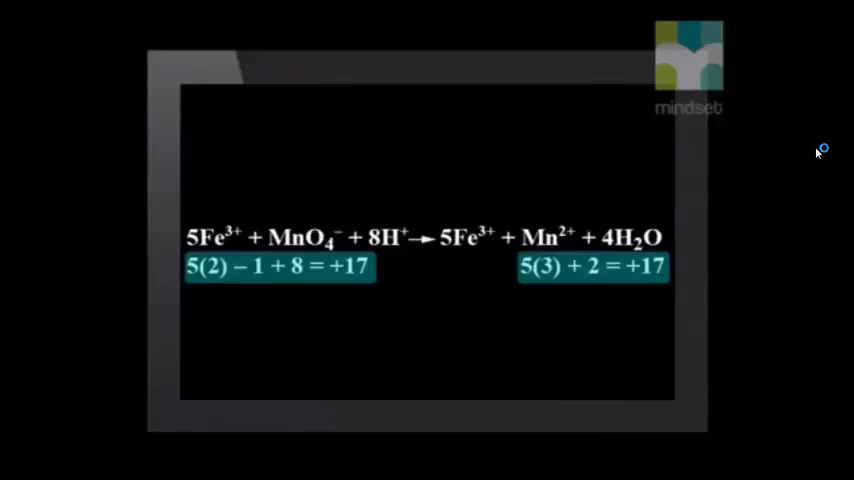 mindset
5Fe³⁺ + MnO₄⁻ + 8H⁺→ 5Fe³⁺ + Mn²⁺ + 4H₂O
5(2) – 1 + 8 = +17 5(3) + 2 = +17